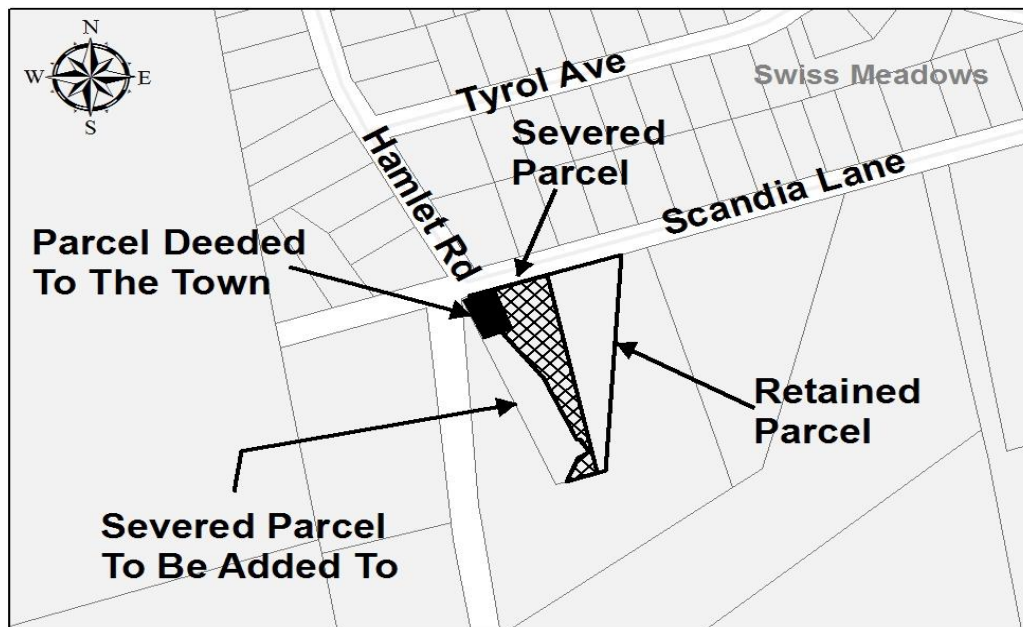 N
W E
S
Tyrol Ave
Swiss Meadows
Hamlet Rd
Severed
Parcel
Scandia Lane
Parcel Deeded
To The Town
Retained
Parcel
Severed Parcel
To Be Added To